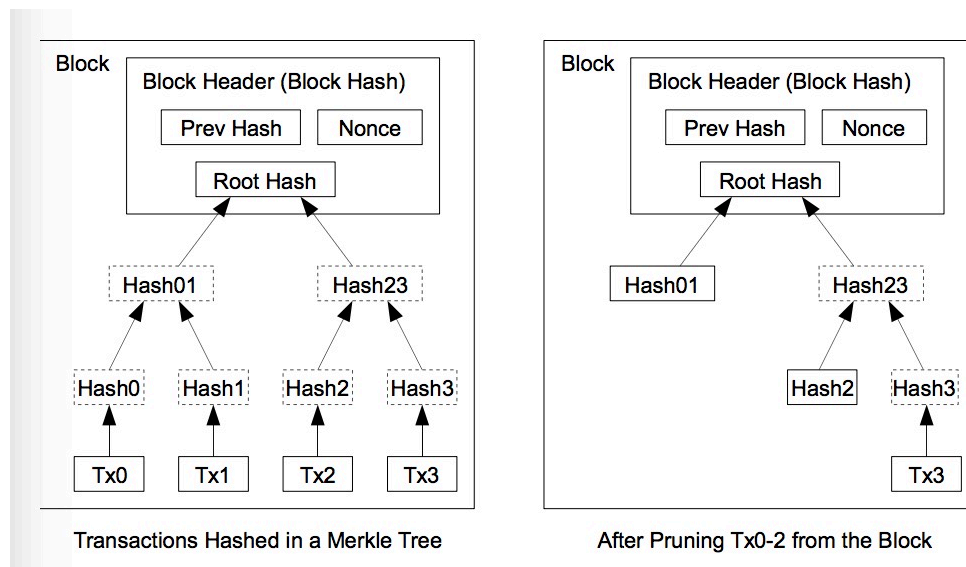 Block
Block Header (Block Hash)
Prev Hash
Nonce
Root Hash
Hash01
Hash23
Hash0
Hash1
Hash2
Hash3
Tx0
Tx1
Tx2
Tx3
Transactions Hashed in a Merkle Tree
Block
Block Header (Block Hash)
Prev Hash
Nonce
Root Hash
Hash01
Hash23
Hash2
Hash3
Tx3
After Pruning Tx0-2 from the Block